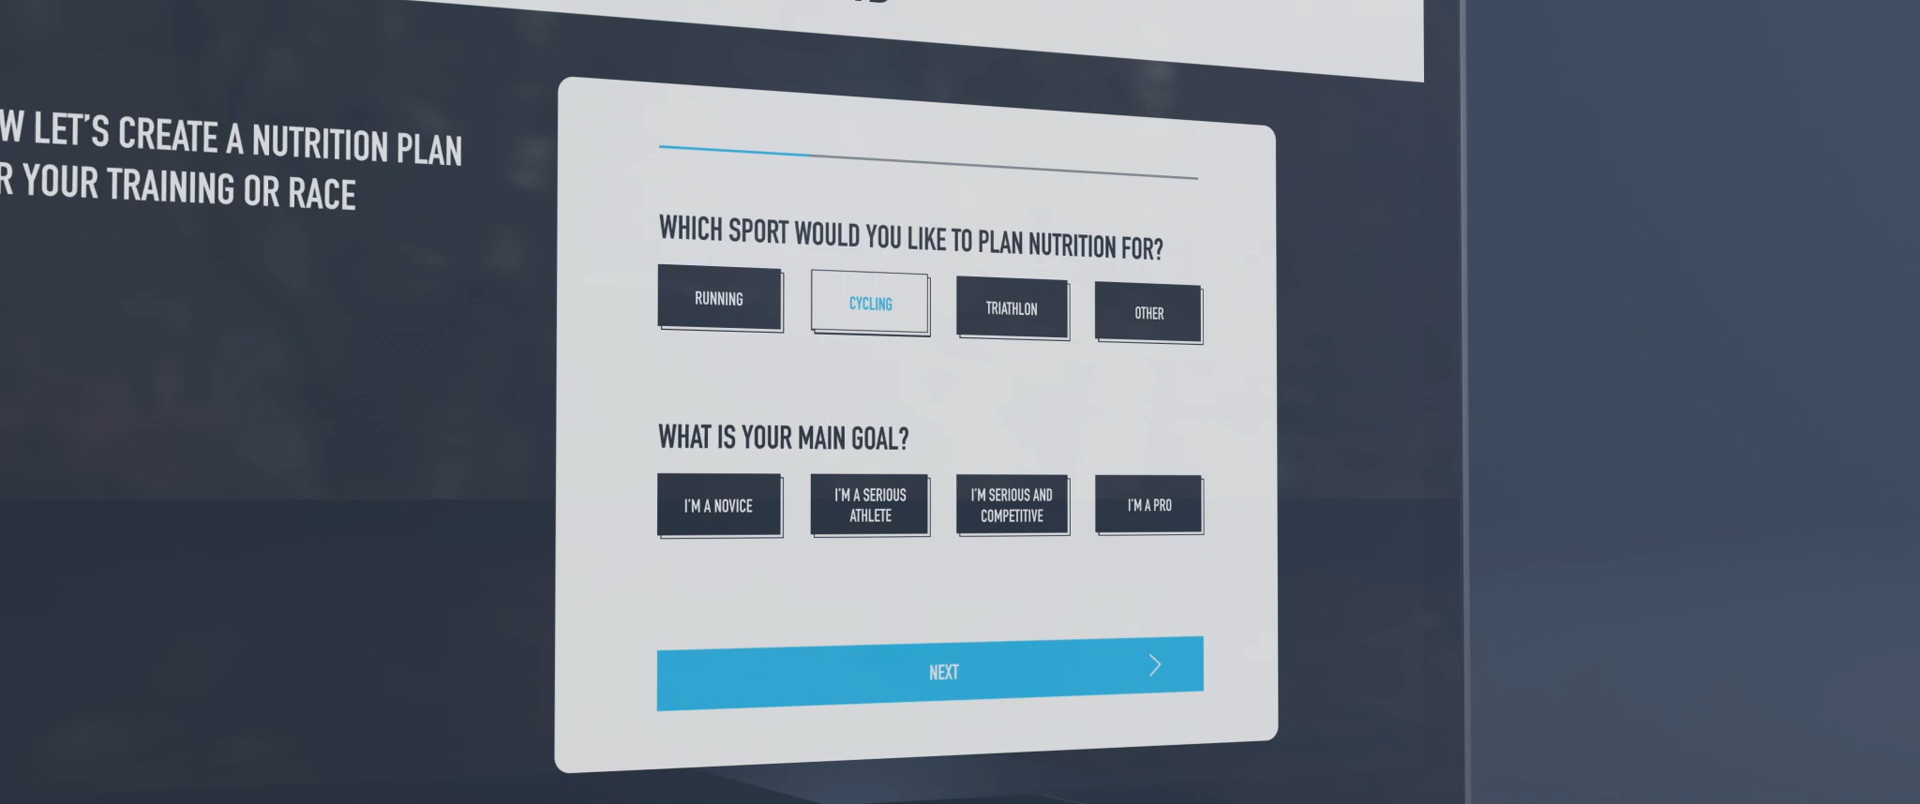 LET'S CREATE A NUTRITION PLAN
YOUR TRAINING OR RACE
WHICH SPORT WOULD YOU LIKE TO PLAN NUTRITION FOR?
RUNNING
CYCLING
TRIATHLON
OTHER
WHAT IS YOUR MAIN GOAL?
I'M A NOVICE
I'M A SERIOUS
ATHLETE
I'M SERIOUS AND
COMPETITIVE
I'M A PRO
NEXT